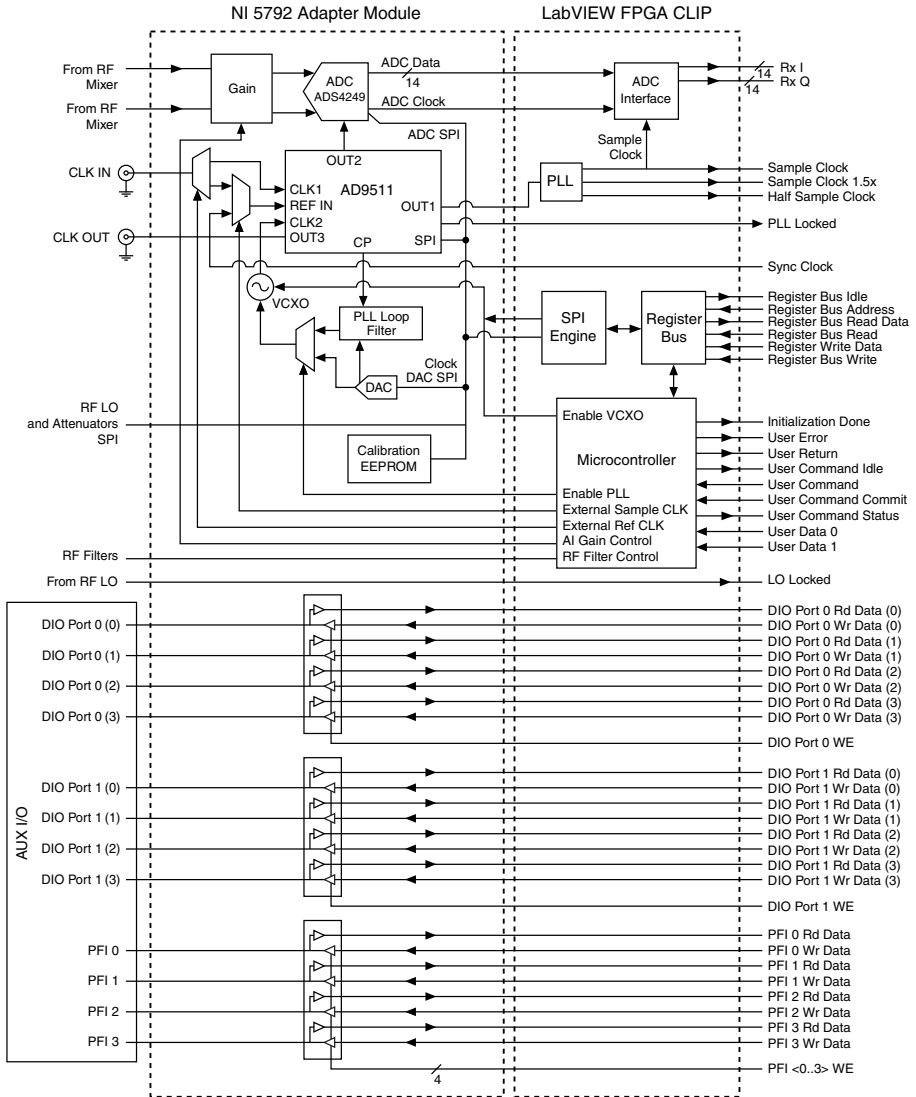 NI 5792 Adapter Module
LabVIEW FPGA CLIP
From RF
Mixer
From RF
Mixer
Gain
ADC
ADS4249
ADC Data
14
ADC Clock
ADC SPI
ADC
Interface
14
Rx I
14
Rx Q
Sample
Clock
CLK IN
CLK OUT
OUT2
AD9511
CLK1
REF IN
CLK2
OUT3
OUT1
CP
SPI
PLL
Sample Clock
Sample Clock 1.5x
Half Sample Clock
PLL Locked
Sync Clock
VCXO
PLL Loop
Filter
Clock
DAC SPI
DAC
SPI
Engine
Register
Bus
Register Bus Idle
Register Bus Address
Register Bus Read Data
Register Bus Read
Register Write Data
Register Bus Write
RF LO
and Attenuators
SPI
Calibration
EEPROM
Enable VCXO
Microcontroller
Enable PLL
External Sample CLK
External Ref CLK
AI Gain Control
RF Filter Control
Initialization Done
User Error
User Return
User Command Idle
User Command
User Command Commit
User Command Status
User Data 0
User Data 1
RF Filters
From RF LO
LO Locked
AUX I/O
DIO Port 0 (0)
DIO Port 0 (1)
DIO Port 0 (2)
DIO Port 0 (3)
DIO Port 0 Rd Data (0)
DIO Port 0 Wr Data (0)
DIO Port 0 Rd Data (1)
DIO Port 0 Wr Data (1)
DIO Port 0 Rd Data (2)
DIO Port 0 Wr Data (2)
DIO Port 0 Rd Data (3)
DIO Port 0 Wr Data (3)
DIO Port 0 WE
DIO Port 1 (0)
DIO Port 1 (1)
DIO Port 1 (2)
DIO Port 1 (3)
DIO Port 1 Rd Data (0)
DIO Port 1 Wr Data (0)
DIO Port 1 Rd Data (1)
DIO Port 1 Wr Data (1)
DIO Port 1 Rd Data (2)
DIO Port 1 Wr Data (2)
DIO Port 1 Rd Data (3)
DIO Port 1 Wr Data (3)
DIO Port 1 WE
PFI 0
PFI 1
PFI 2
PFI 3
PFI 0 Rd Data
PFI 0 Wr Data
PFI 1 Rd Data
PFI 1 Wr Data
PFI 2 Rd Data
PFI 2 Wr Data
PFI 3 Rd Data
PFI 3 Wr Data
4
PFI <0..3> WE